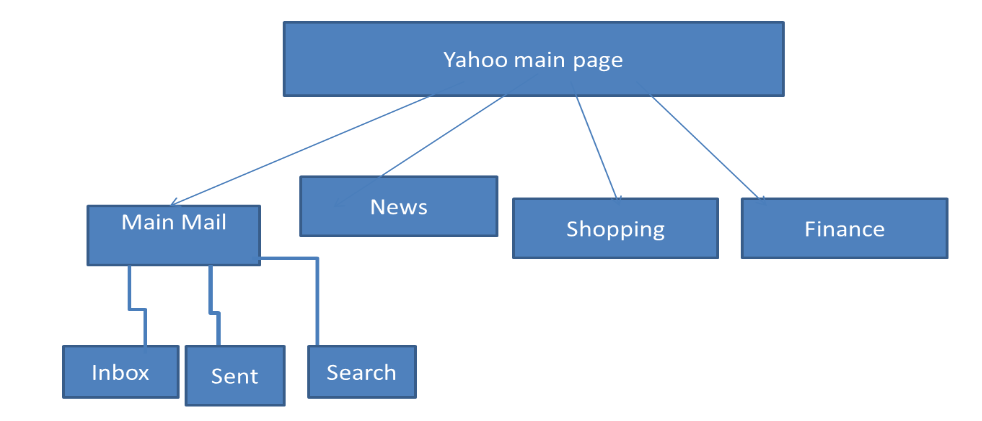 Yahoo main page
Main Mail
News
Shopping
Finance
Inbox
Sent
Search